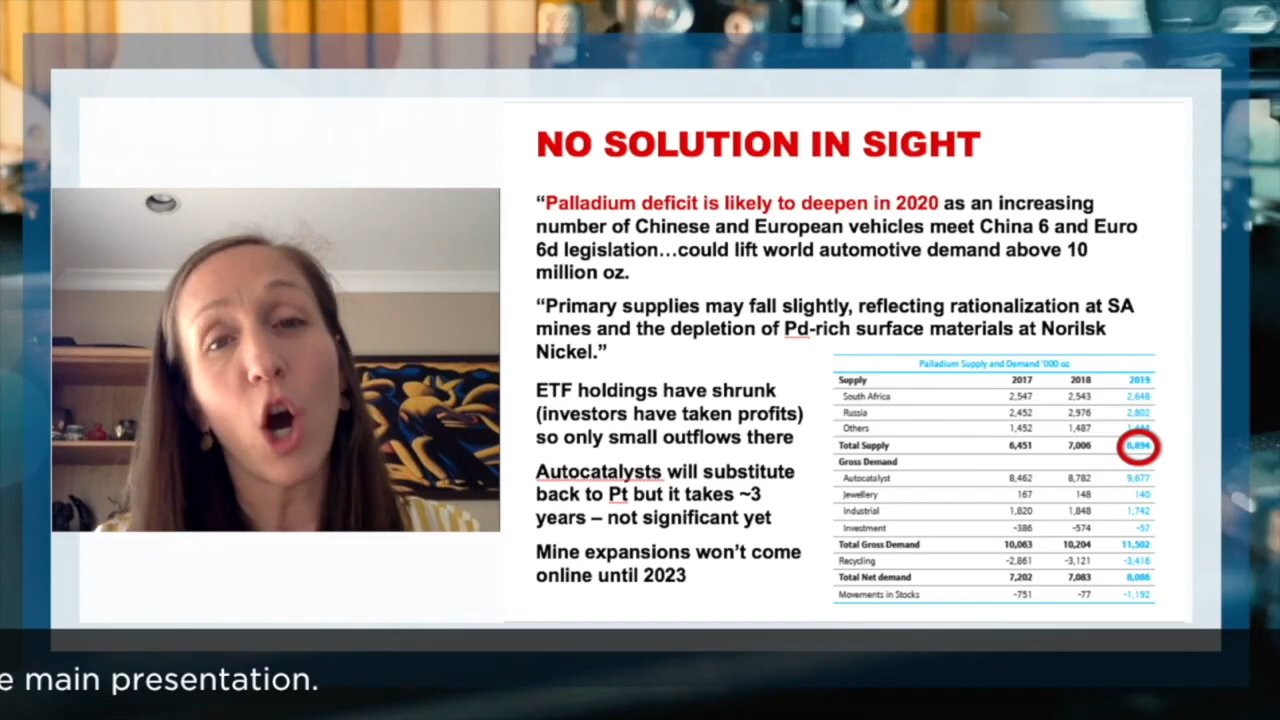 NO SOLUTION IN SIGHT
“Palladium deficit is likely to deepen in 2020 as an increasing
number of Chinese and European vehicles meet China 6 and Euro
6d legislation…could lift world automotive demand above 10
million oz.
“Primary supplies may fall slightly, reflecting rationalization at SA
mines and the depletion of Pd-rich surface materials at Norilsk
Nickel.”
ETF holdings have shrunk
(investors have taken profits)
so only small outflows there
Autocatalysts will substitute
back to Pt but it takes ~3
years – not significant yet
Mine expansions won’t come
online until 2023
Palladium Supply and Demand '000 oz
Supply 2017 2018 2019
South Africa 2,547 2,543 2,648
Russia 2,452 2,976 2,802
Others 1,452 1,487
Total Supply 6,451 7,006 6,894
Gross Demand
Autocatalyst 8,462 8,782 9,677
Jewellery 167 148 140
Industrial 1,820 1,848 1,742
Investment -386 -574 -57
Total Gross Demand 10,063 10,204 11,502
Recycling -2,861 -3,121 -3,416
Total Net demand 7,202 7,083 8,086
Movements in Stocks -751 -77 -1,192
e main presentation.